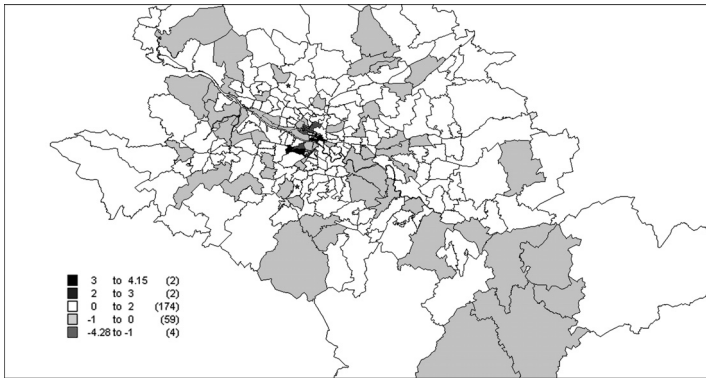 3 to 4.15 (2)
2 to 3 (2)
0 to 2 (174)
-1 to 0 (59)
-4.28 to -1 (4)